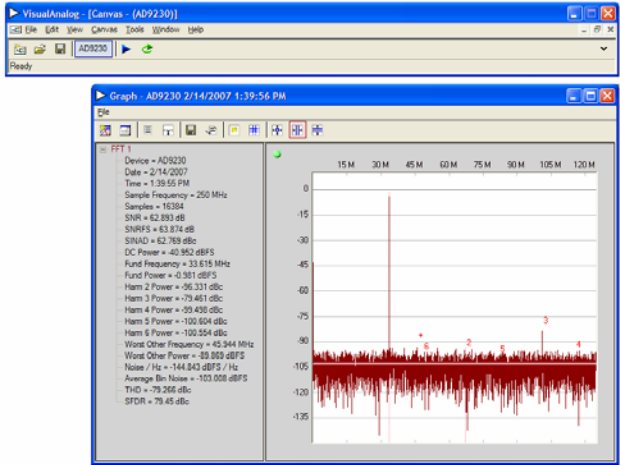 VisualAnalog - [Canvas - (AD9230)]
File Edit View Canvas Tools Window Help
AD9230
Ready
Graph - AD9230 2/14/2007 1:39:56 PM
File
FFT 1
Device = AD9230
Date = 2/14/2007
Time = 1:39:55 PM
Sample Frequency = 250 MHz
Samples = 16384
SNR = 62.893 dB
SNRFS = 63.874 dB
SINAD = 62.769 dBc
DC Power = -40.952 dBFS
Fund Frequency = 33.615 MHz
Fund Power = -0.981 dBFS
Harm 2 Power = -96.331 dBc
Harm 3 Power = -79.461 dBc
Harm 4 Power = -99.498 dBc
Harm 5 Power = -100.604 dBc
Harm 6 Power = -100.554 dBc
Worst Other Frequency = 45.944 MHz
Worst Other Power = -89.869 dBFS
Noise / Hz = -144.843 dBFS / Hz
Average Bin Noise = -103.008 dBFS
THD = -79.266 dBc
SFDR = 79.45 dBc
15 M 30 M 45 M 60 M 75 M 90 M 105 M 120 M
0
-15
-30
-45
-60
-75
-90
-105
-120
-135
+
6
2
5
3
4